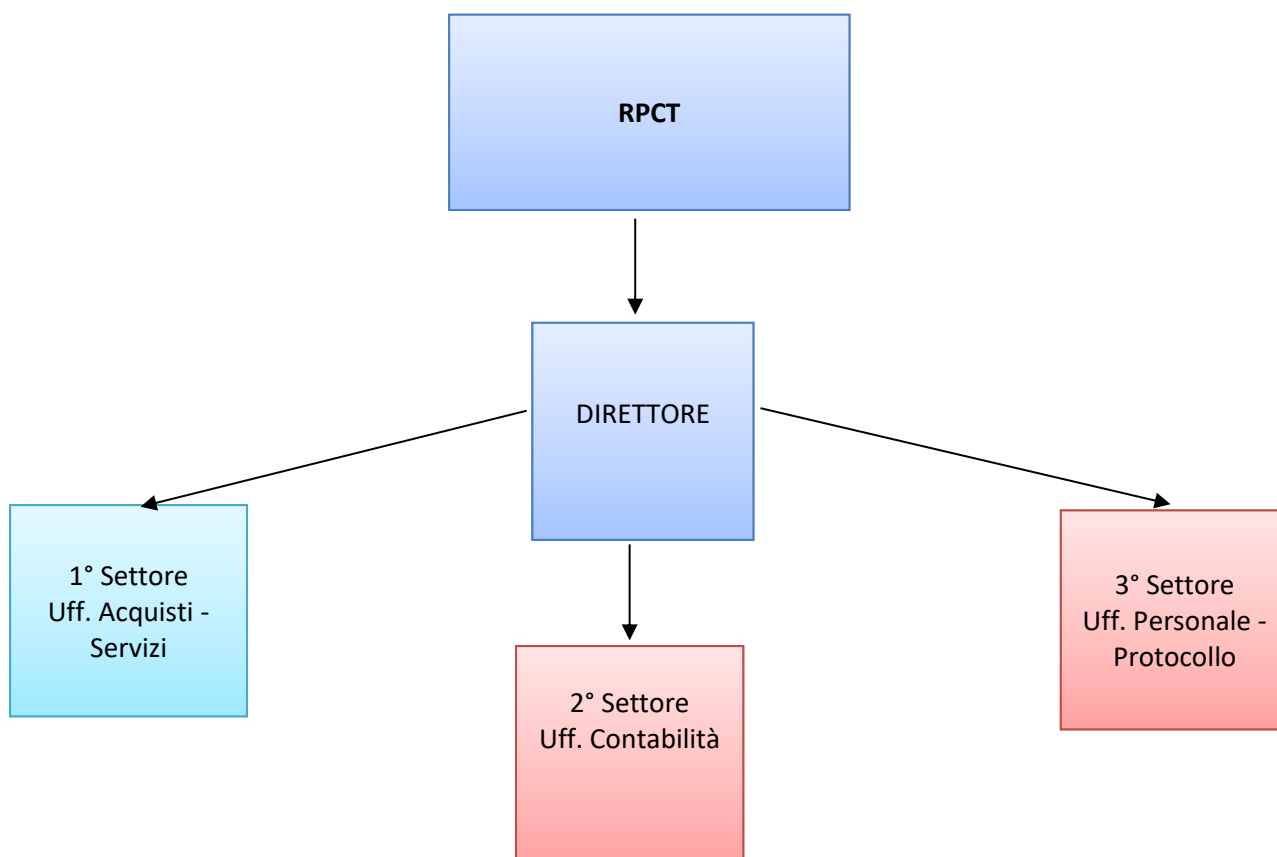 RPCT
DIRETTORE
1° Settore
Uff. Acquisti -
Servizi
2° Settore
Uff. Contabilità
3° Settore
Uff. Personale -
Protocollo